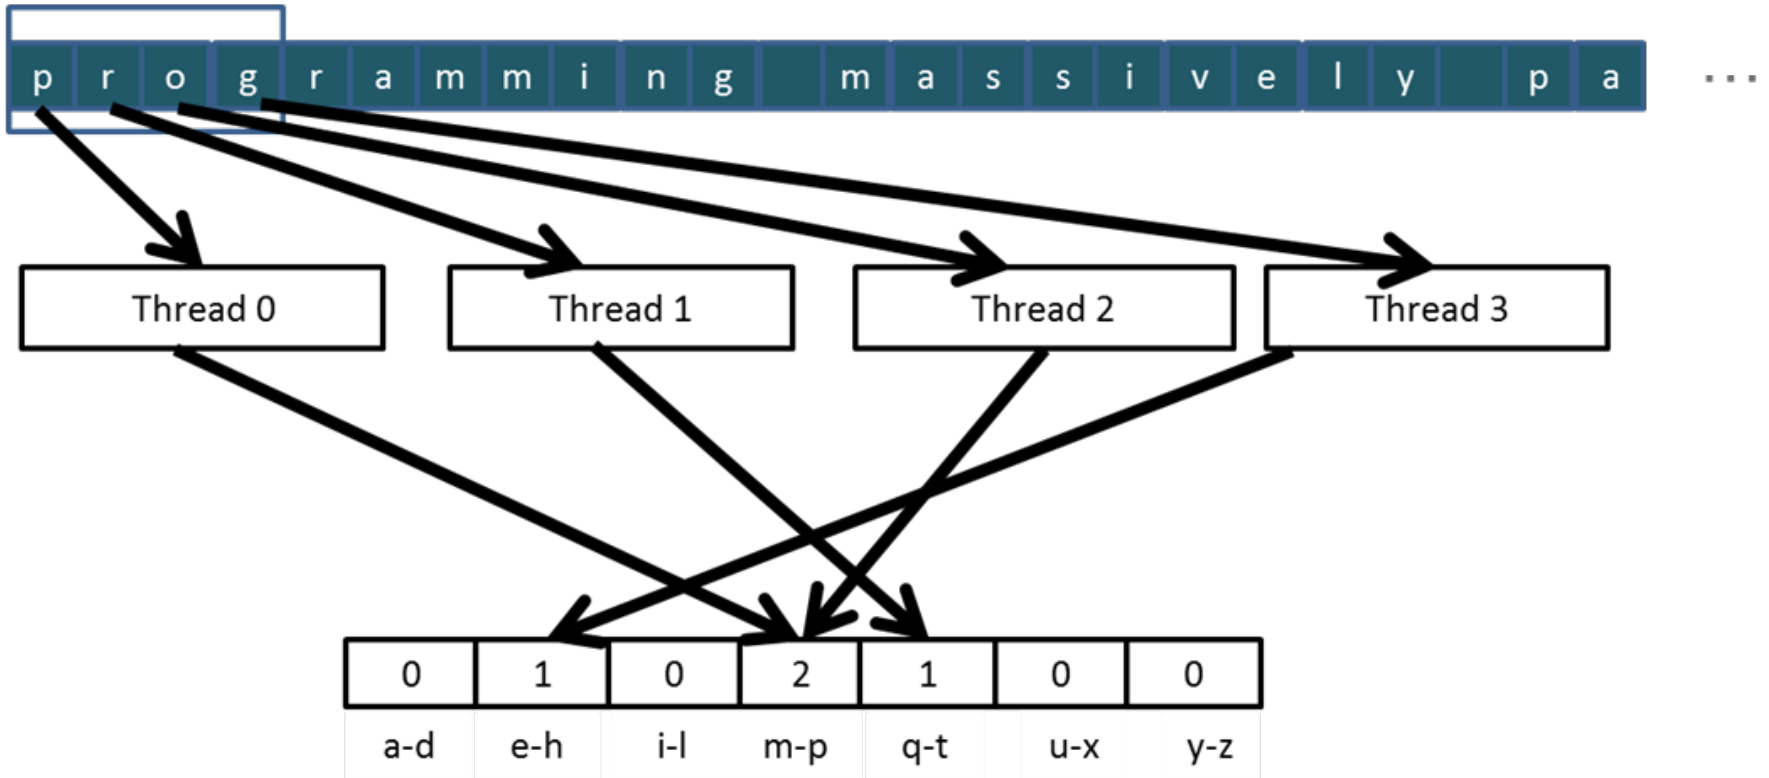 p r o g r a m m i n g m a s s i v e l y p a ...
Thread 0 Thread 1 Thread 2 Thread 3
0 1 0 2 1 0 0
a-d e-h i-l m-p q-t u-x y-z